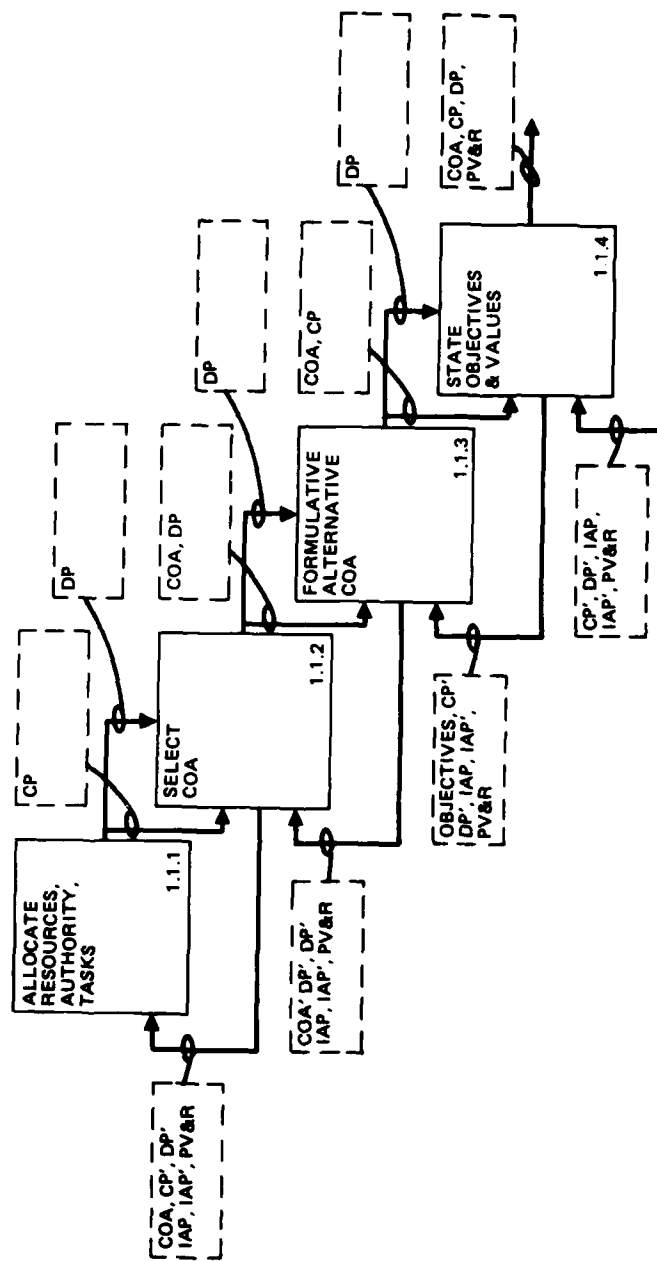 ALLOCATE
RESOURCES,
AUTHORITY,
TASKS
1.1.1
CP
DP
COA, CP', DP'
IAP, IAP', PV&R
SELECT
COA
1.1.2
COA, DP
DP
COA' DP', DP'
IAP, IAP', PV&R
FORMULATIVE
ALTERNATIVE
COA
1.1.3
COA, CP
DP
OBJECTIVES, CP'
DP', IAP, IAP',
PV&R
STATE
OBJECTIVES
& VALUES
1.1.4
COA, CP, DP,
PV&R
CP', DP', IAP,
IAP', PV&R